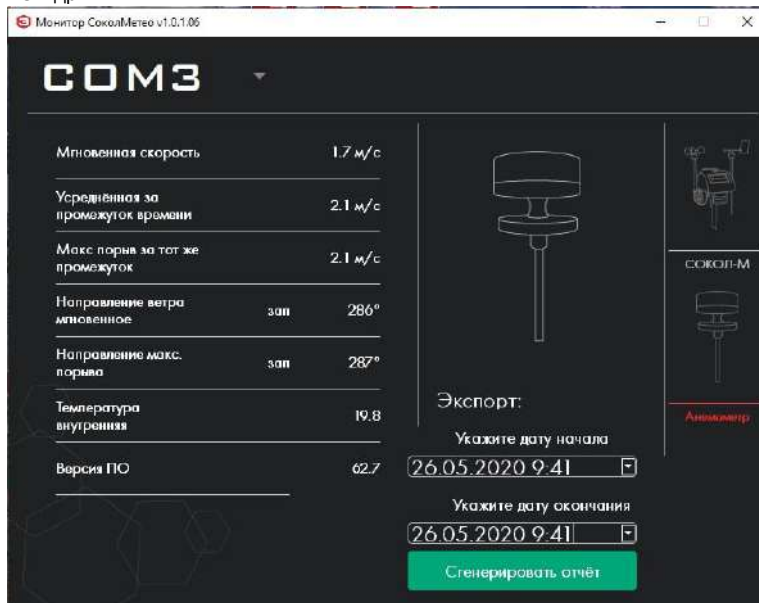 Монитор СоколМетео v1.0.1.06
COM3
Мгновенная скорость 1.7 м/с
Усреднённая за
промежуток времени 2.1 м/с
Макс порыв за тот же
промежуток 2.1 м/с
Направление ветра
мгновенное зап 286°
Направление макс.
порыва зап 287°
Температура
внутренняя 19.8
Версия ПО 62.7
Экспорт:
Укажите дату начала
26.05.2020 9:41
Укажите дату окончания
26.05.2020 9:41
Сгенерировать отчёт
СОКОЛ-М
Анемометр